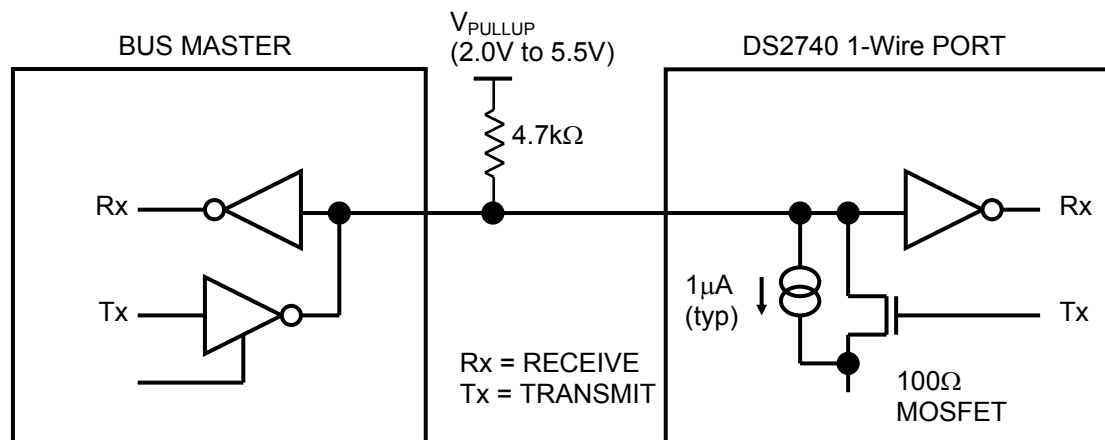 BUS MASTER
V_PULLUP
(2.0V to 5.5V)
DS2740 1-Wire PORT
4.7kΩ
Rx
Rx
Tx
1μA
(typ)
Tx
Rx = RECEIVE
Tx = TRANSMIT
100Ω
MOSFET